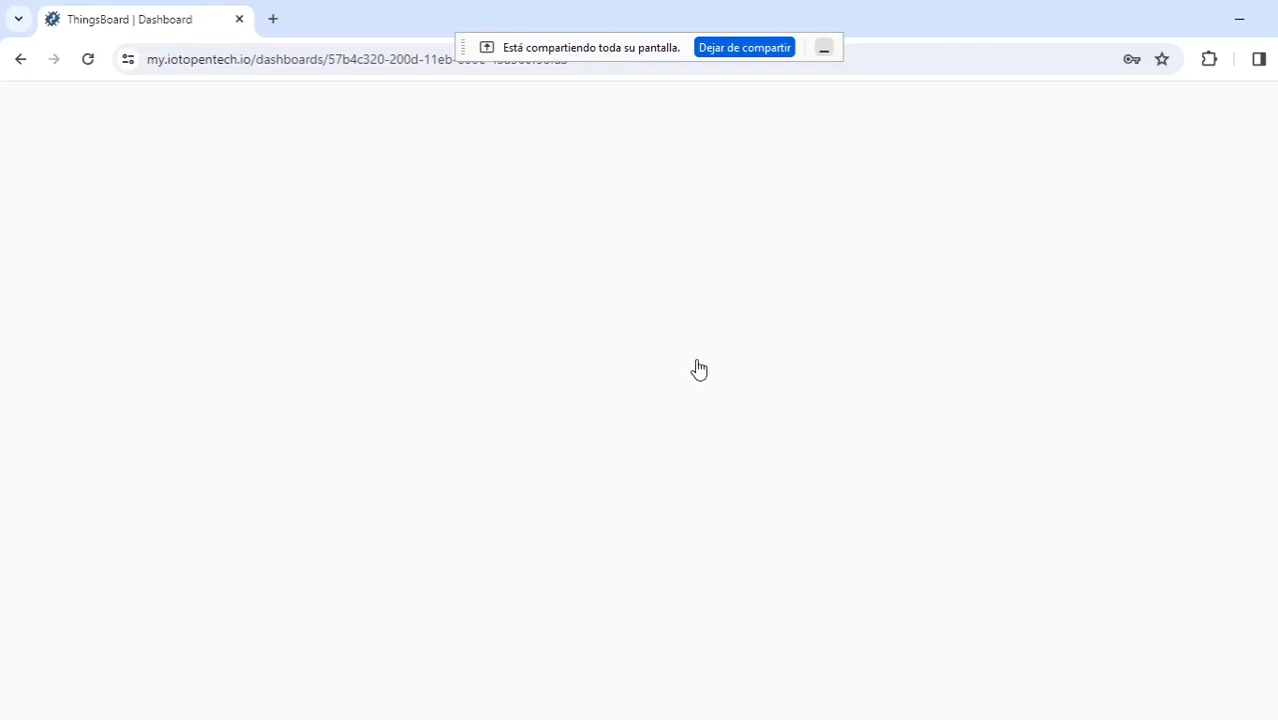 ThingsBoard | Dashboard
Está compartiendo toda su pantalla.
Dejar de compartir
my.iotopentech.io/dashboards/57b4c320-200d-11eb-